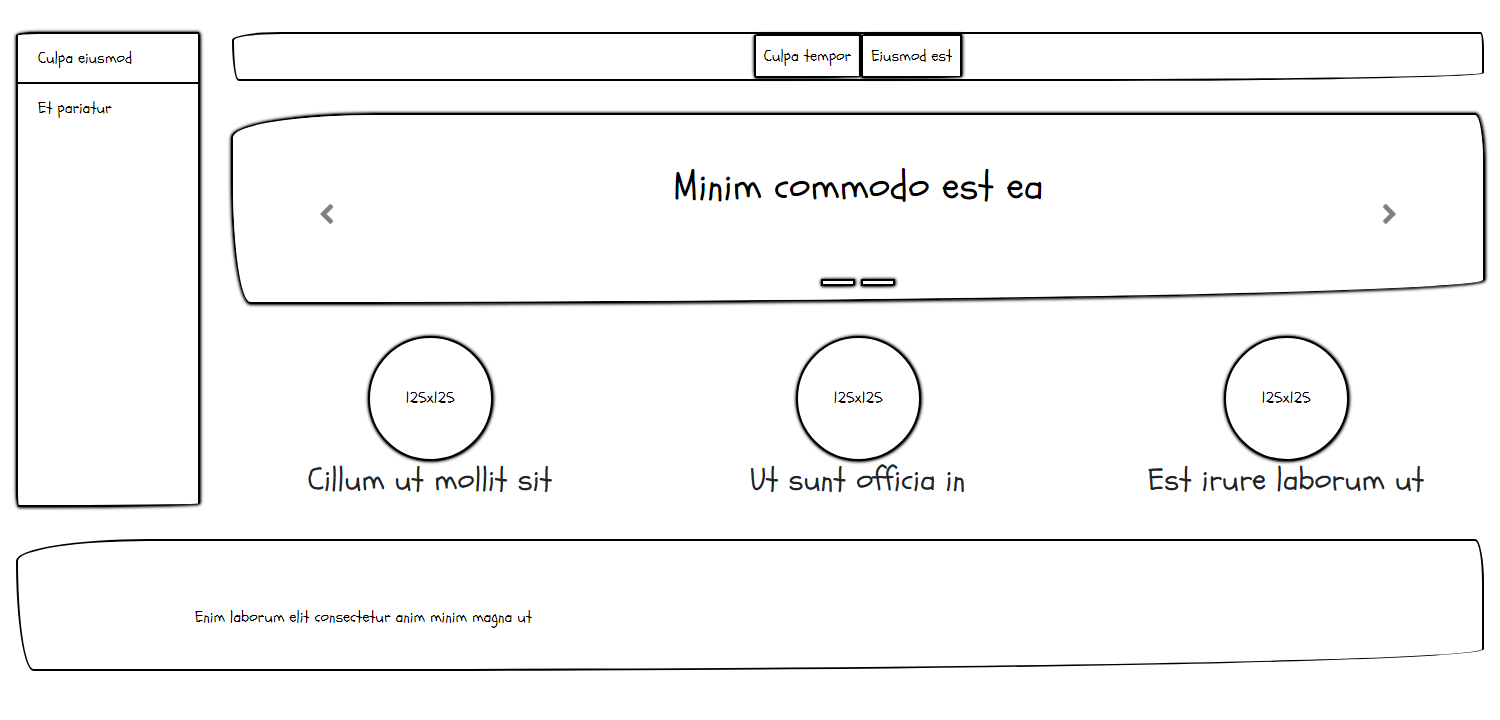 Culpa eiusmod
Et pariatur
Culpa tempor
Eiusmod est
Minim commodo est ea
125x125
125x125
125x125
Cillum ut mollit sit
Ut sunt officia in
Est irure laborum ut
Enim laborum elit consectetur anim minim magna ut